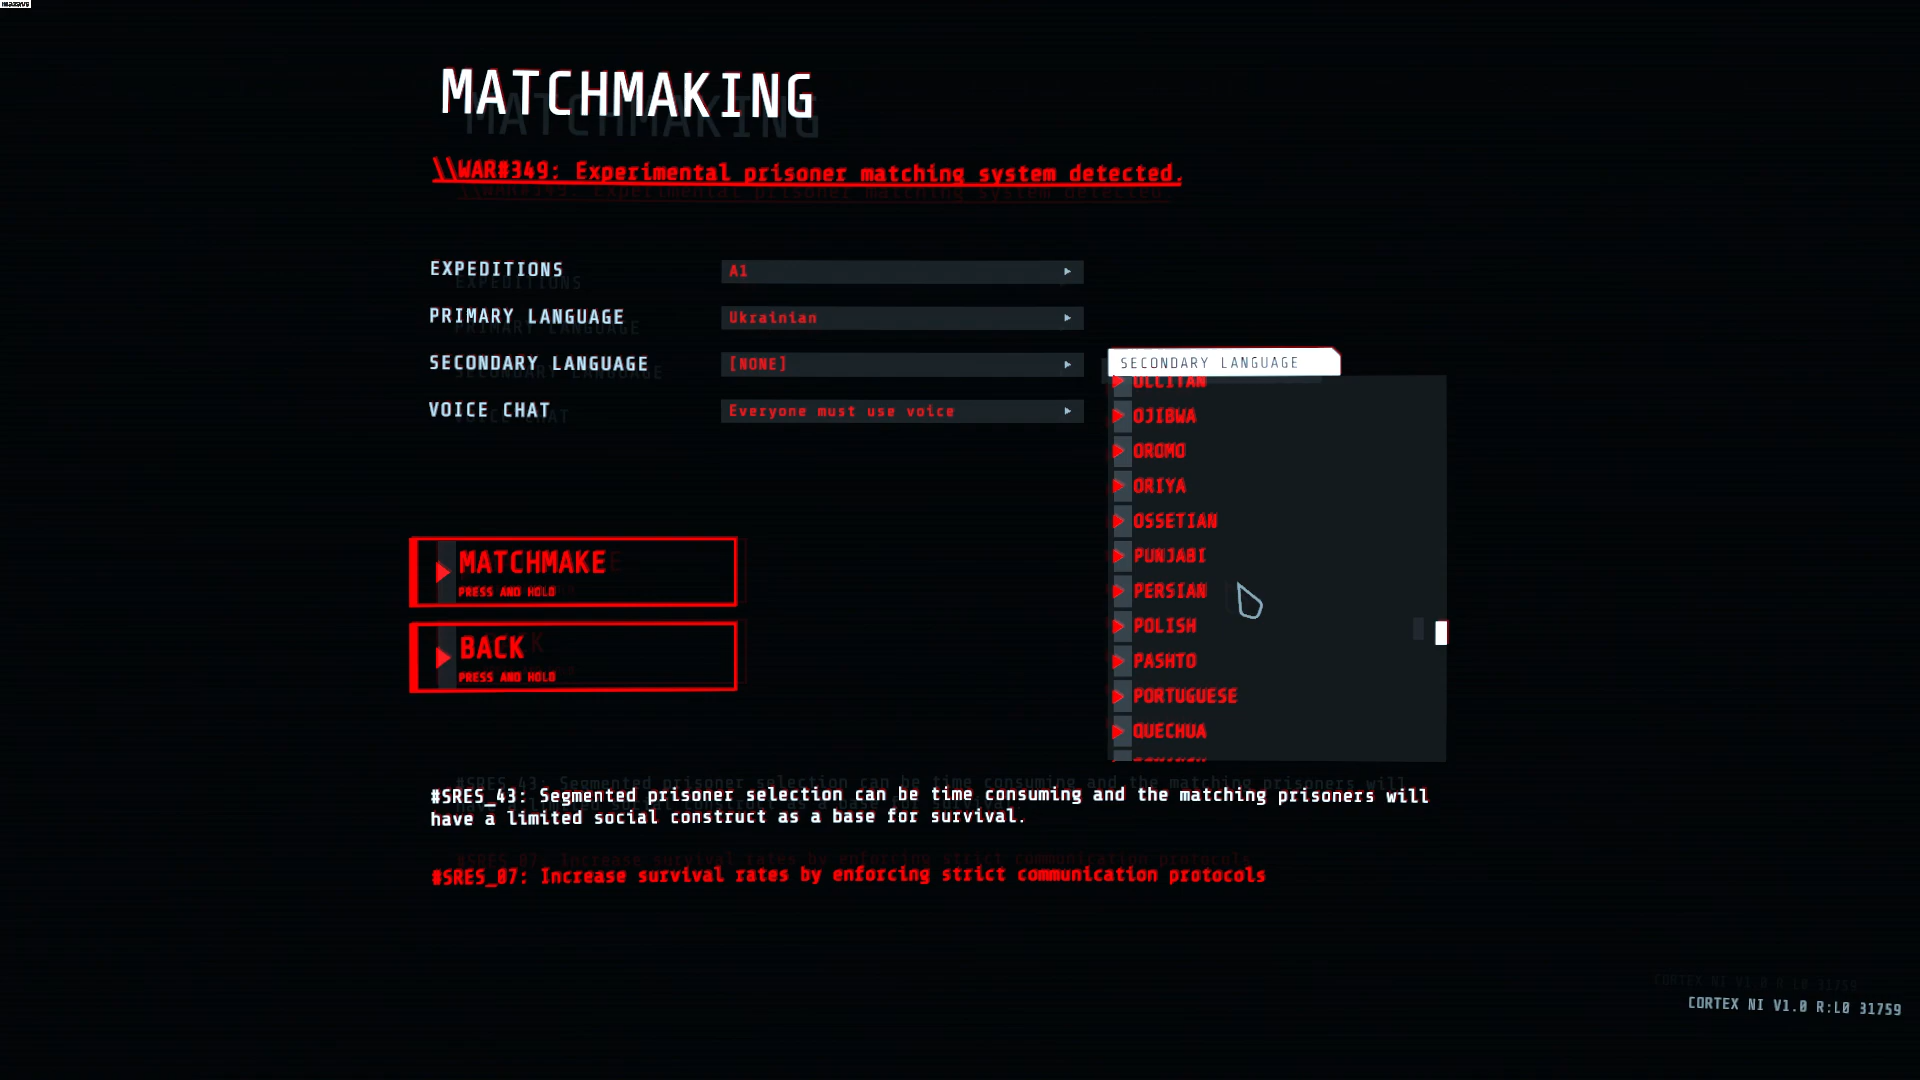 MATCHMAKING
\\WAR#349: Experimental prisoner matching system detected.
EXPEDITIONS
A1
PRIMARY LANGUAGE
Ukrainian
SECONDARY LANGUAGE
[NONE]
VOICE CHAT
Everyone must use voice
SECONDARY LANGUAGE
OCCITAN
OJIBWA
OROMO
ORIYA
OSSETIAN
PUNJABI
PERSIAN
POLISH
PASHTO
PORTUGUESE
QUECHUA
MATCHMAKE
PRESS AND HOLD
BACK
PRESS AND HOLD
#SRES_43: Segmented prisoner selection can be time consuming and the matching prisoners will
have a limited social construct as a base for survival.
#SRES_07: Increase survival rates by enforcing strict communication protocols
CORTEX NI V1.0 R:L0 31759